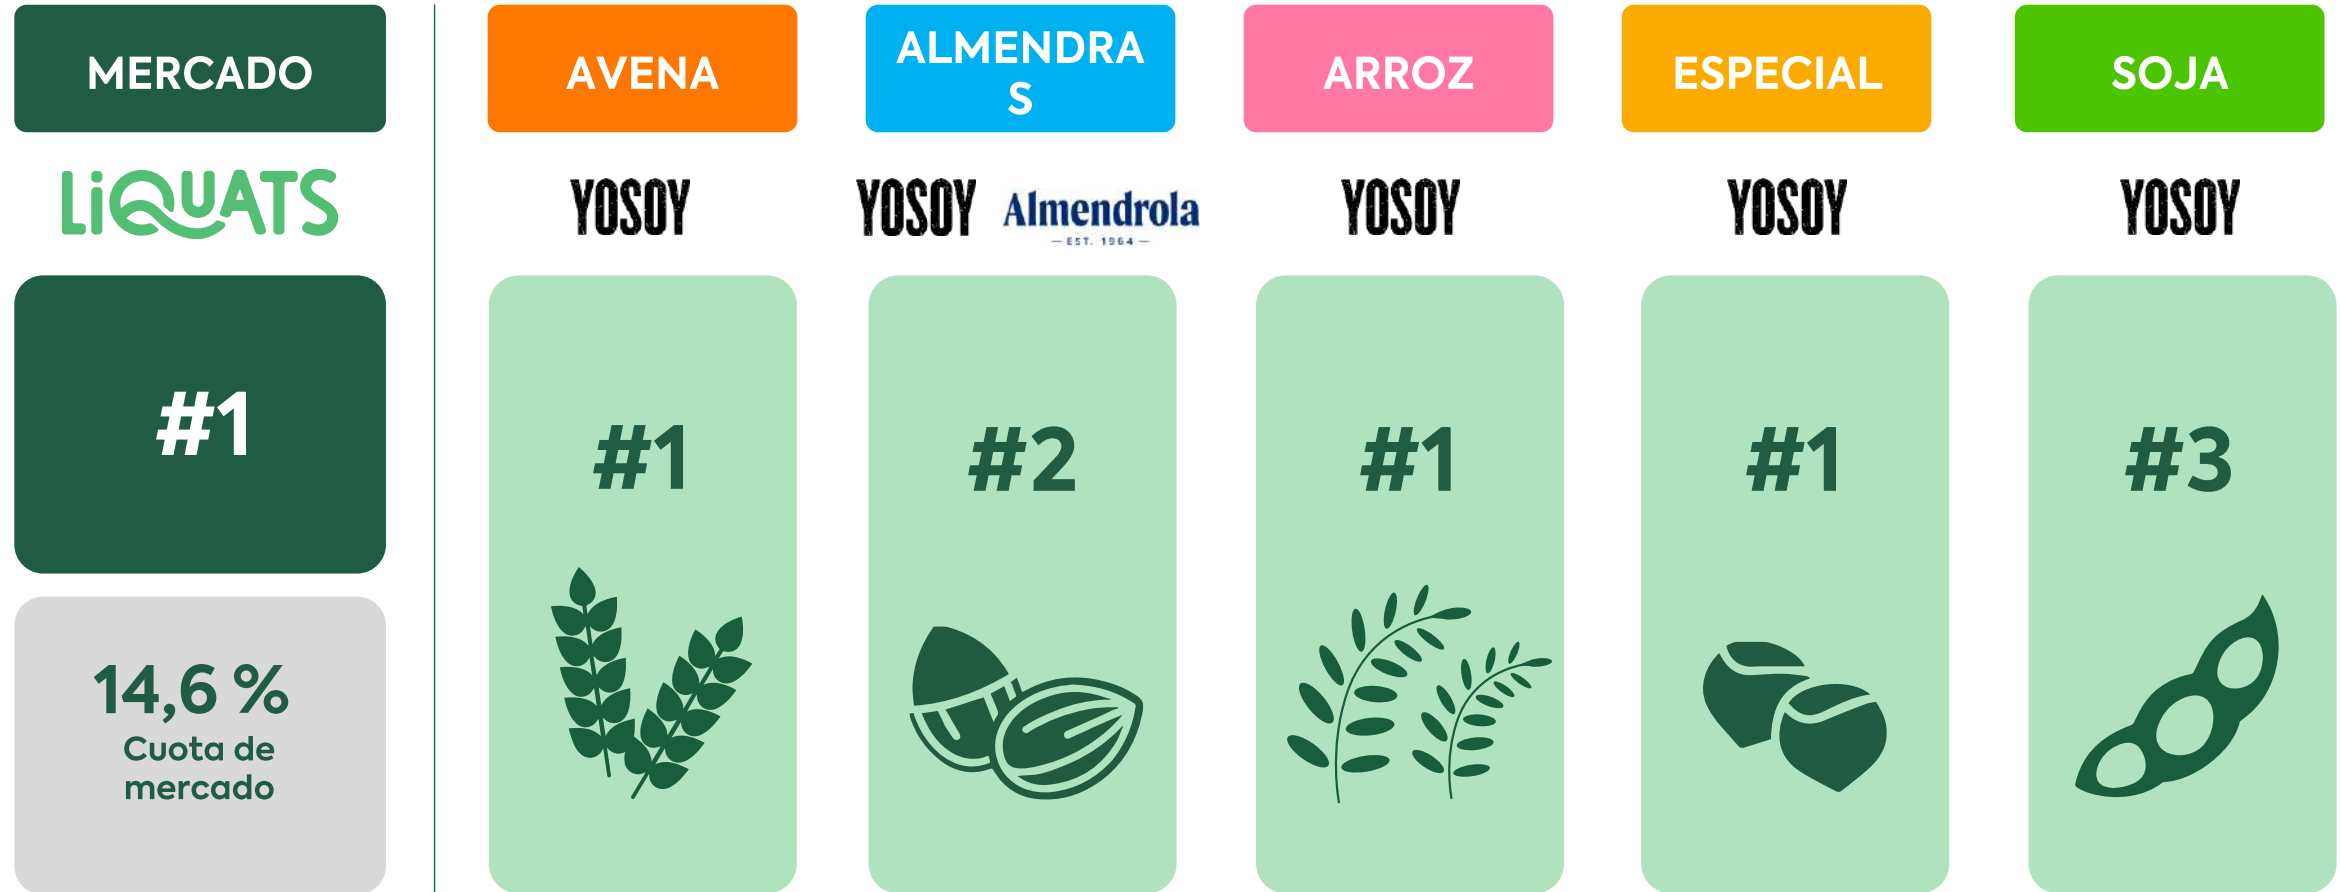 MERCADO
LiQUATS
#1
14,6 %
Cuota de
mercado
AVENA
YOSOY
#1
ALMENDRA
S
YOSOY
Almendrola
— EST. 1964 —
#2
ARROZ
YOSOY
#1
ESPECIAL
YOSOY
#1
SOJA
YOSOY
#3